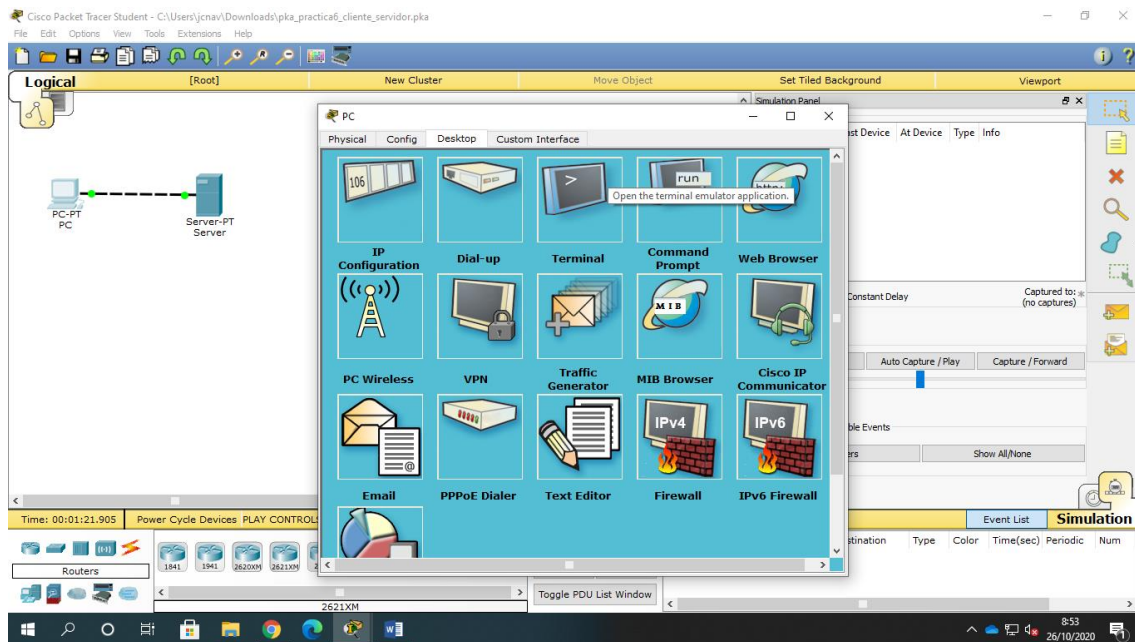 Cisco Packet Tracer Student - C:\Users\jcnav\Downloads\pka_practica6_cliente_servidor.pka
File Edit Options View Tools Extensions Help
Logical [Root] New Cluster Move Object Set Tiled Background Viewport
Simulation Panel
PC
Physical Config Desktop Custom Interface
Device At Device Type Info
106
>
run
http:
Open the terminal emulator application.
PC-PT
PC
Server-PT
Server
IP Configuration
Dial-up
Terminal
Command Prompt
Web Browser
MIB
Constant Delay
Captured to:
(no captures)
Auto Capture / Play
Capture / Forward
PC Wireless
VPN
Traffic Generator
MIB Browser
Cisco IP Communicator
IPv4
IPv6
Events
Show All/None
Email
PPPoE Dialer
Text Editor
Firewall
IPv6 Firewall
Time: 00:01:21.905 Power Cycle Devices PLAY CONTROL
Event List Simulation
Type Color Time(sec) Periodic Num
Routers
1841 1941 2620XM 2621XM
2621XM
Toggle PDU List Window
8:53
26/10/2020